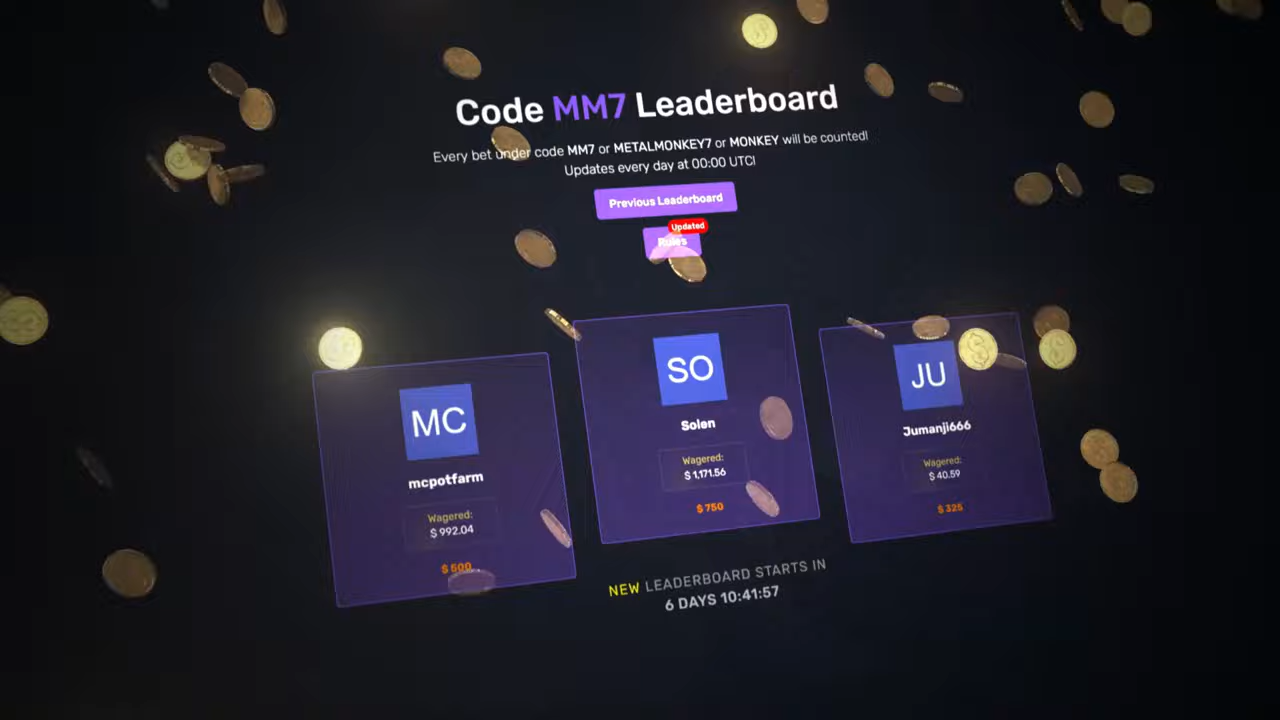 Code MM7 Leaderboard
Every bet under code MM7 or METALMONKEY7 or MONKEY will be counted!
Updates every day at 00:00 UTC!
Previous Leaderboard
Updated
Rules
MC
mcpotfarm
Wagered:
$ 992.04
$ 500
SO
Solen
Wagered:
$ 1,171.56
$ 750
JU
Jumanji666
Wagered:
$ 40.59
$ 325
NEW LEADERBOARD STARTS IN
6 DAYS 10:41:57